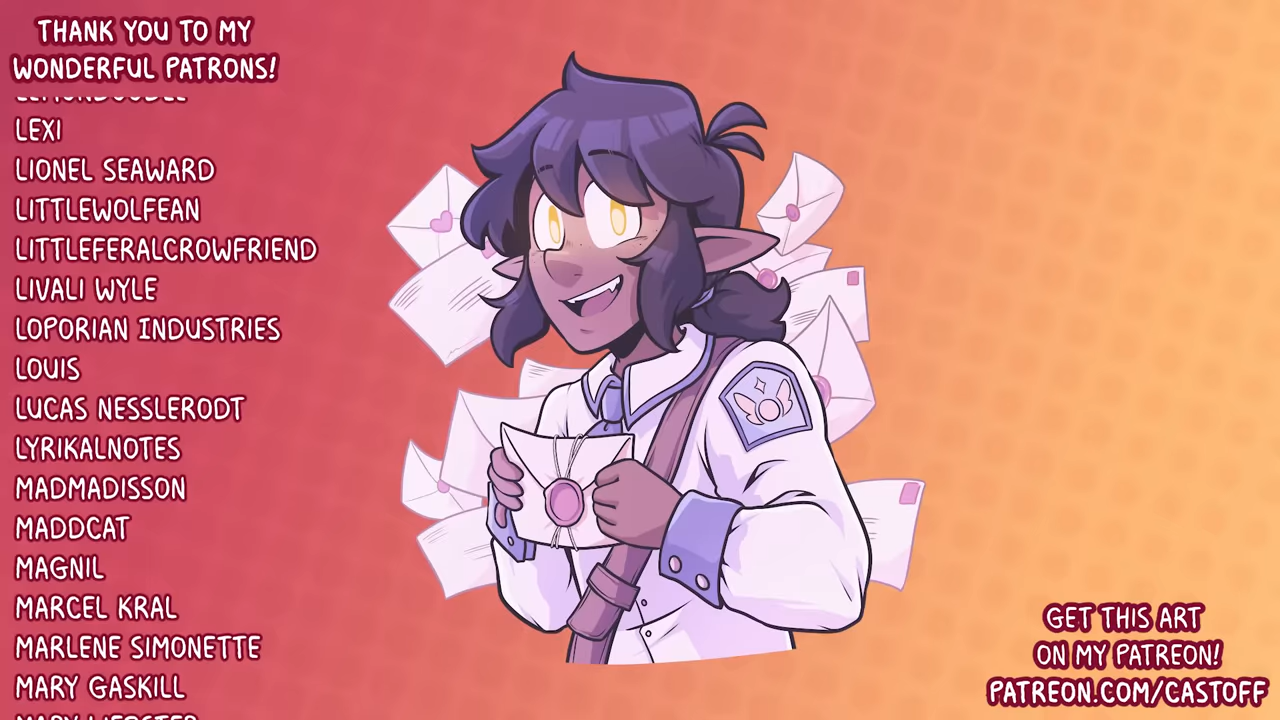 THANK YOU TO MY
WONDERFUL PATRONS!
LEXI
LIONEL SEAWARD
LITTLEWOLFEAN
LITTLEFERALCROWFRIEND
LIVALI WYLE
LOPORIAN INDUSTRIES
LOUIS
LUCAS NESSLERODT
LYRIKALNOTES
MADMADISSON
MADDCAT
MAGNIL
MARCEL KRAL
MARLENE SIMONETTE
MARY GASKILL
GET THIS ART
ON MY PATREON!
PATREON.COM/CASTOFF